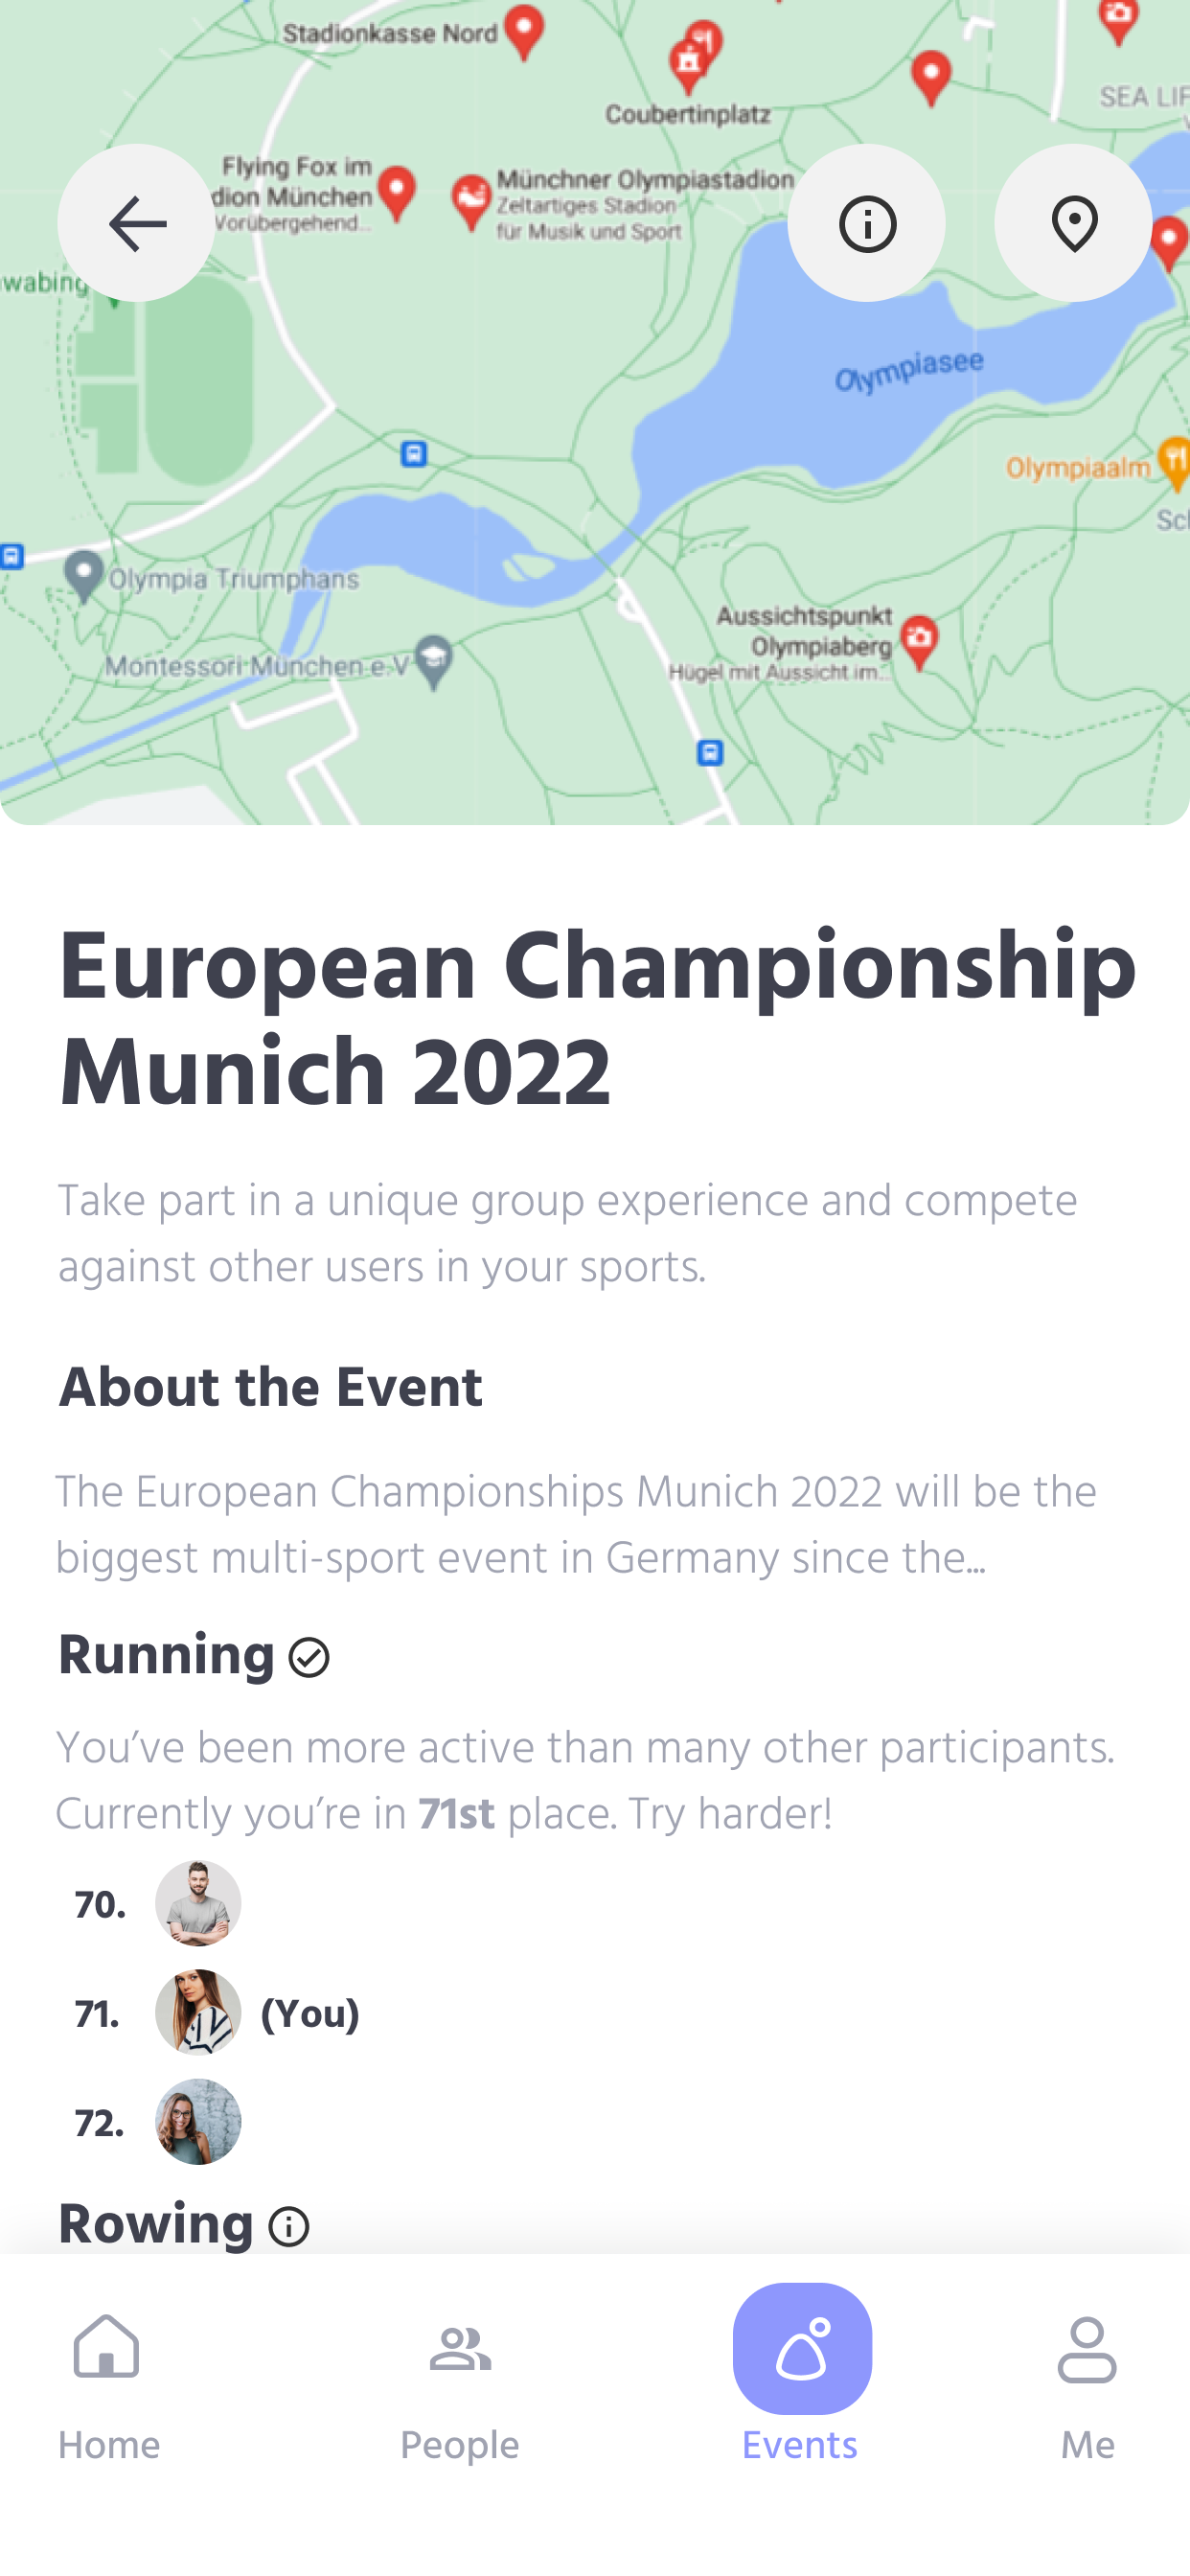 Stadionkasse Nord
Coubertinplatz
SEA LIF
Flying Fox im
dion München
Vorübergehend...
Münchner Olympiastadion
Zeltartiges Stadion
für Musik und Sport
wabing
Olympiasee
Olympiaalm
Sch
Olympia Triumphans
Montessori München e.V
Aussichtspunkt
Olympiaberg
Hügel mit Aussicht im...
European Championship
Munich 2022
Take part in a unique group experience and compete
against other users in your sports.
About the Event
The European Championships Munich 2022 will be the
biggest multi-sport event in Germany since the...
Running
You’ve been more active than many other participants.
Currently you’re in 71st place. Try harder!
70.
71. (You)
72.
Rowing
Home People Events Me